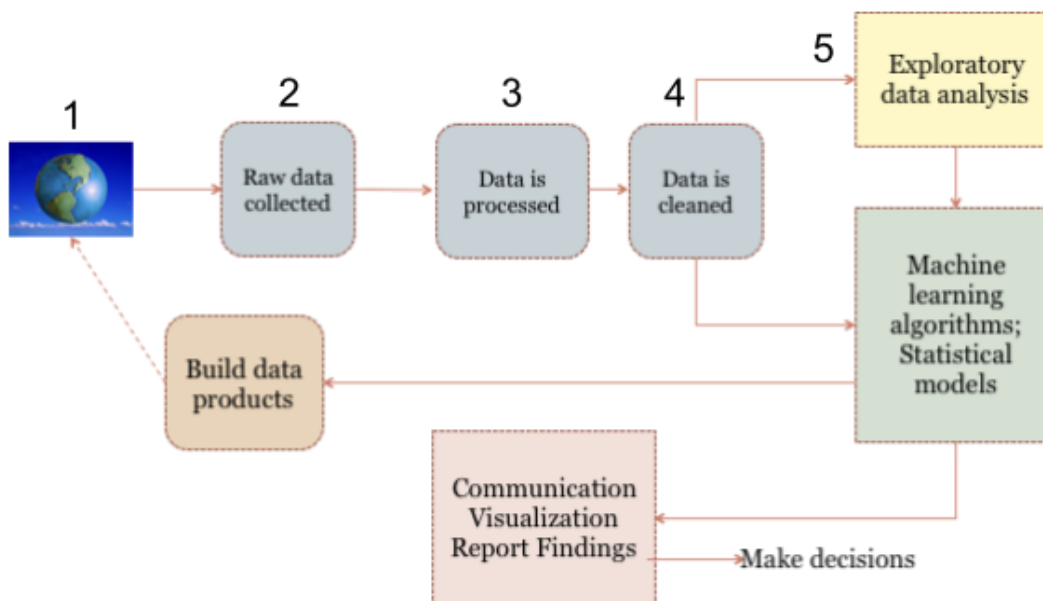 1
2
3
4
5
Raw data
collected
Data is
processed
Data is
cleaned
Exploratory
data analysis
Machine
learning
algorithms;
Statistical
models
Build data
products
Communication
Visualization
Report Findings
Make decisions